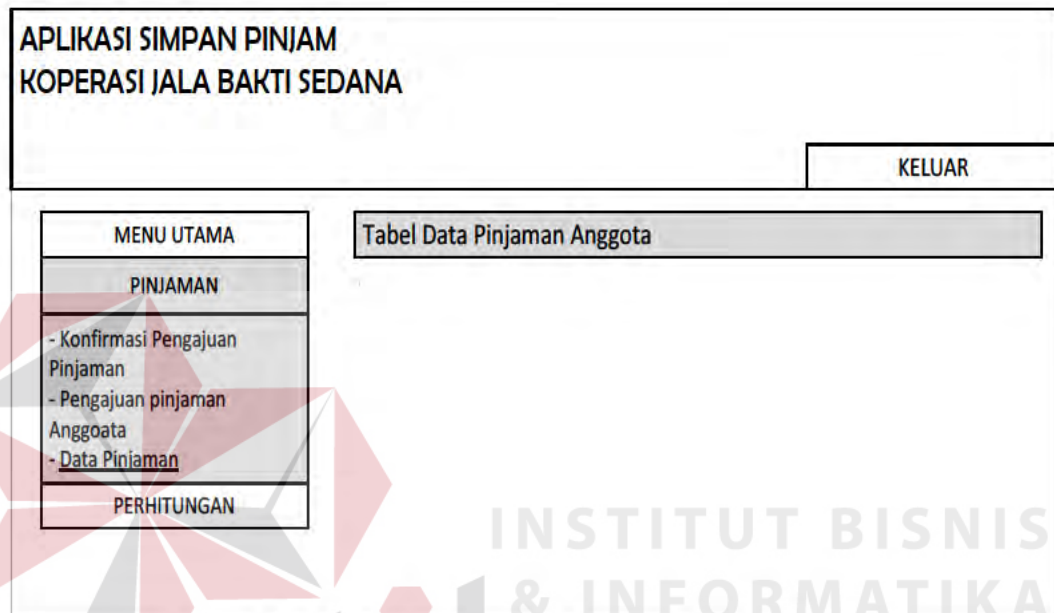 APLIKASI SIMPAN PINJAM
KOPERASI JALA BAKTI SEDANA
KELUAR
MENU UTAMA
Tabel Data Pinjaman Anggota
PINJAMAN
- Konfirmasi Pengajuan
Pinjaman
- Pengajuan pinjaman
Anggoata
- Data Pinjaman
PERHITUNGAN
INSTITUT BISNIS
& INFORMATIKA